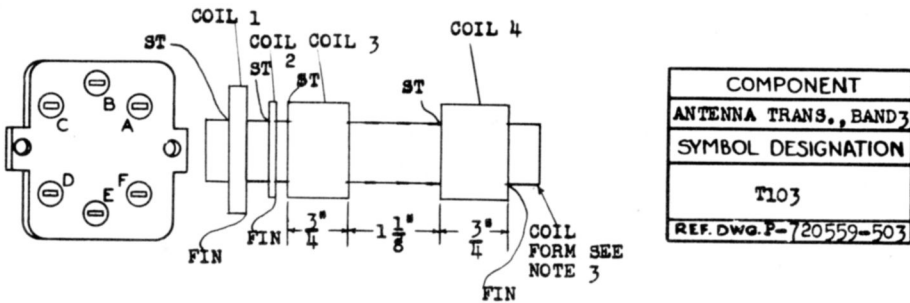 COIL 1
ST
COIL 2
ST
COIL 3
ST
COIL 4
ST
B
C
A
D
E
F
FIN
FIN
3/4"
1 1/8"
3/4"
FIN
COIL
FORM SEE
NOTE 3
COMPONENT
ANTENNA TRANS., BAND3
SYMBOL DESIGNATION
T103
REF. DWG. P-720559-503